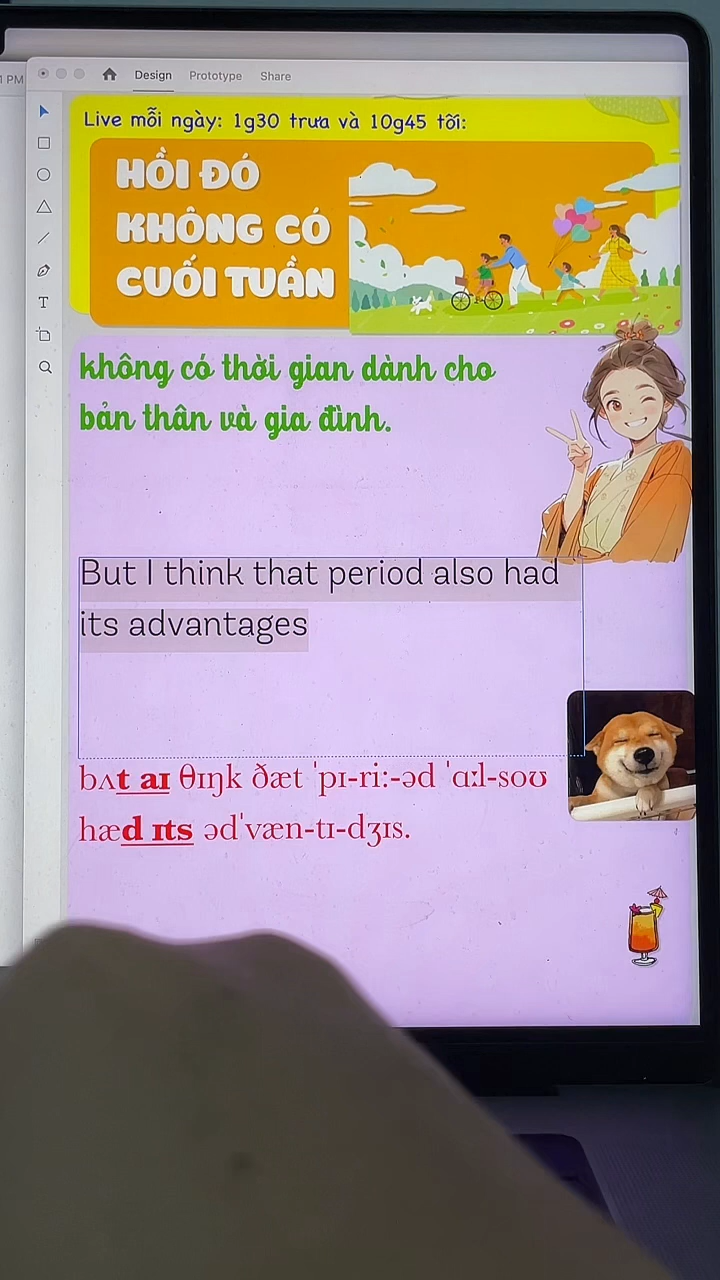 1 PM
Design Prototype Share
T
Live mỗi ngày: 1g30 trưa và 10g45 tối:
HỒI ĐÓ
KHÔNG CÓ
CUỐI TUẦN
không có thời gian dành cho
bản thân và gia đình.
But I think that period also had
its advantages
bʌt aɪ θɪŋk ðæt ˈpɪ-riː-əd ˈɑːl-soʊ
hæd ɪts ədˈvæn-tɪ-dʒɪs.